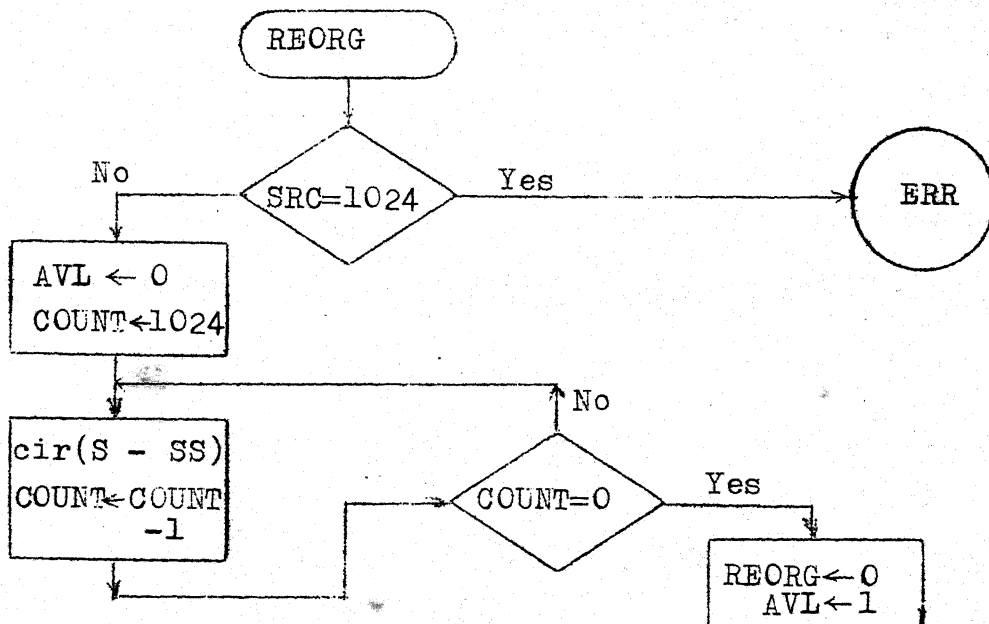 REORG
No
SRC=1024
Yes
ERR
AVL ← 0
COUNT←1024
No
cir(S - SS)
COUNT←COUNT
-1
COUNT=0
Yes
REORG←0
AVL←1